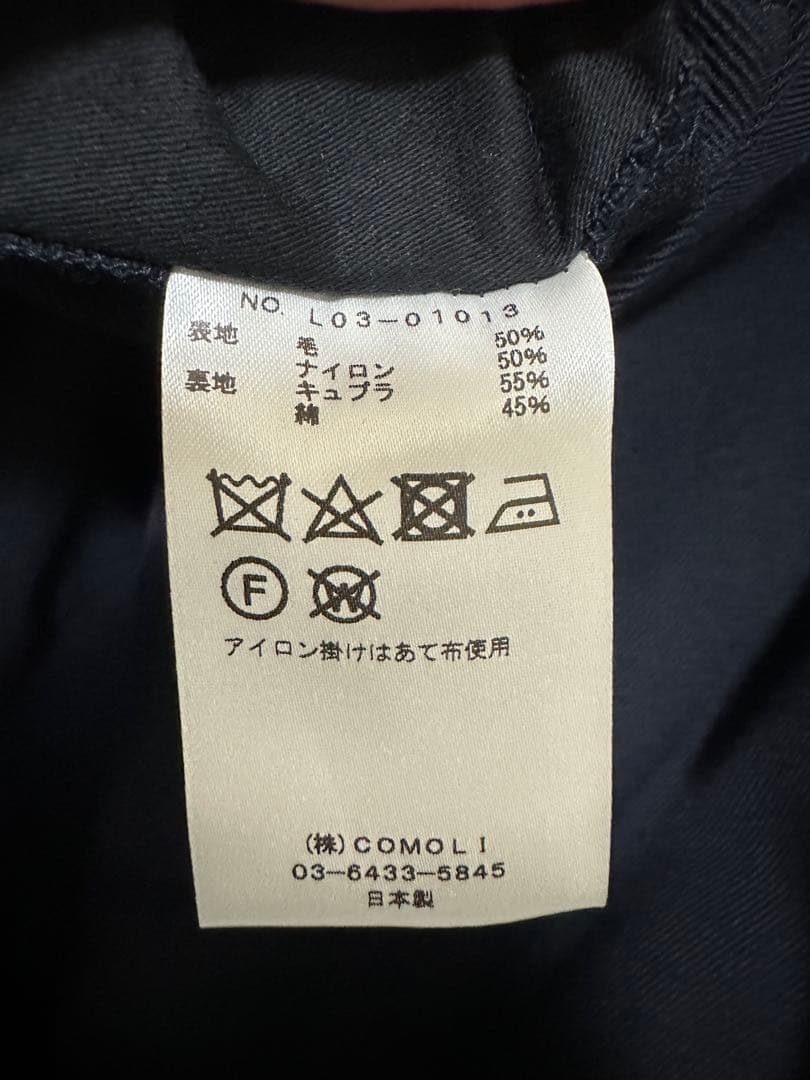 NO. L03-01013
表地 毛 50%
ナイロン 50%
裏地 キュプラ 55%
綿 45%
F
W
アイロン掛けはあて布使用
(株)COMOLI
03-6433-5845
日本製